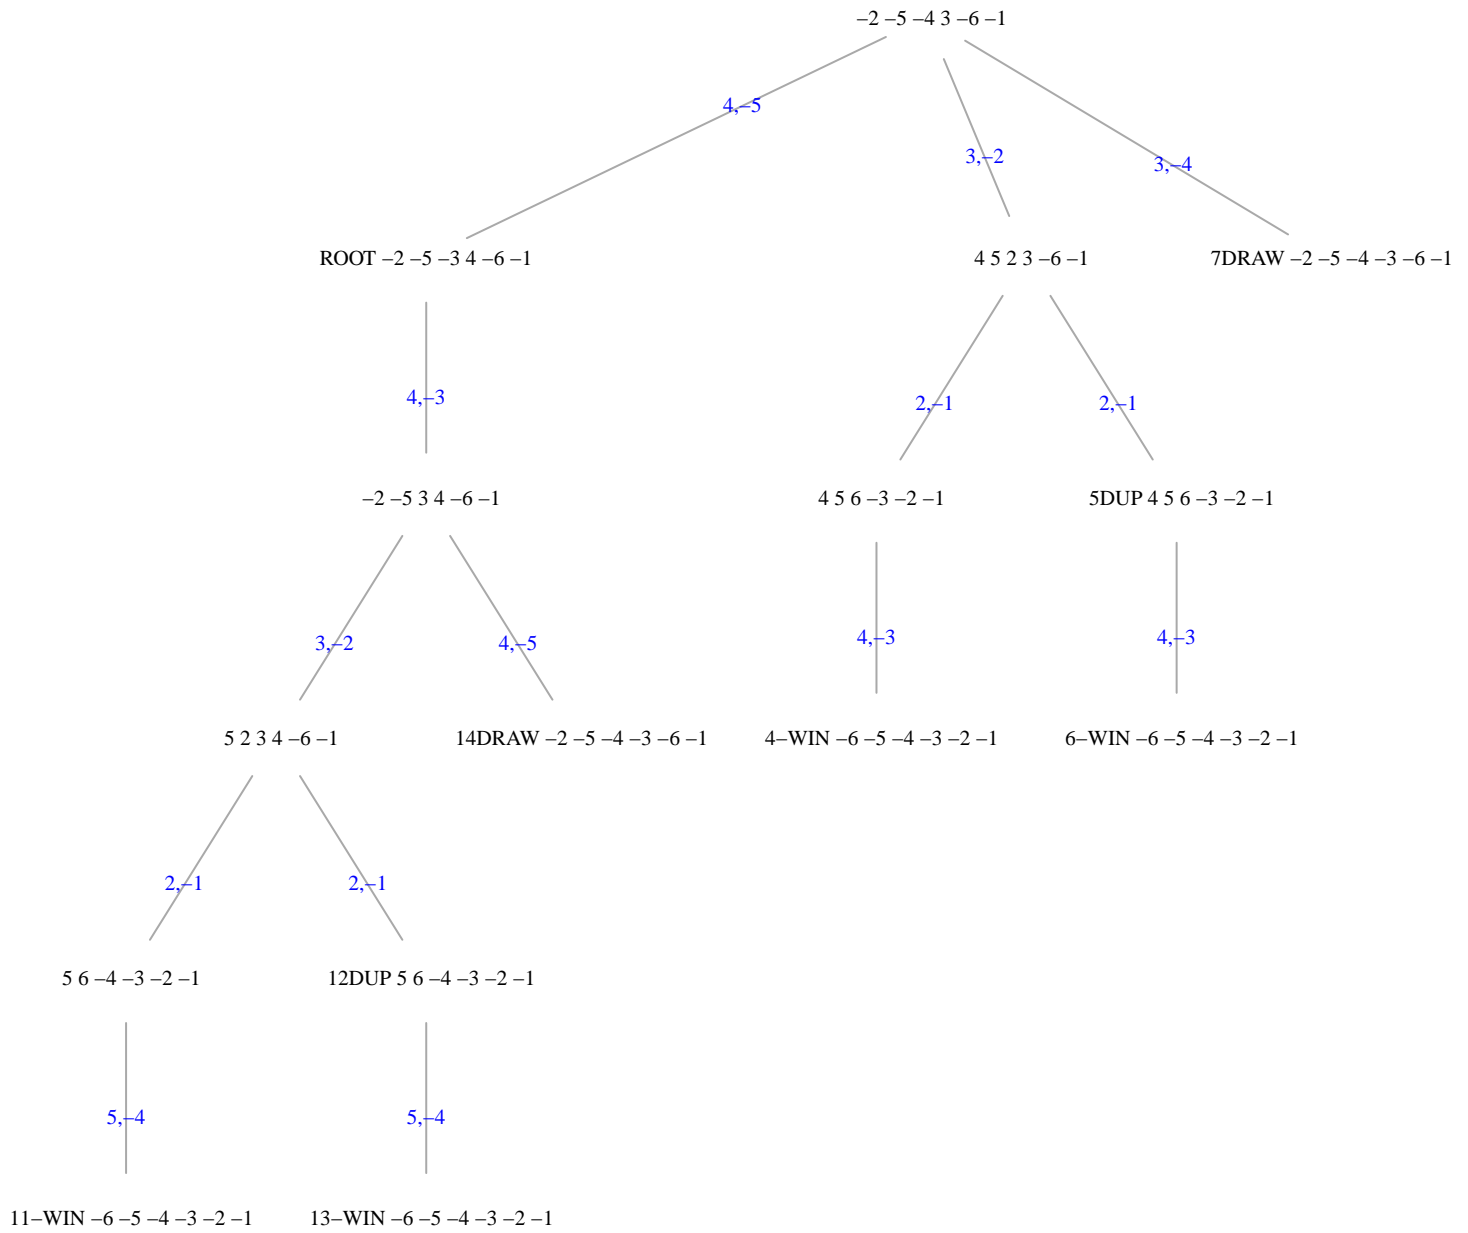 –2 –5 –4 3 –6 –1
4,–5
3,–2
3,–4
ROOT –2 –5 –3 4 –6 –1
4 5 2 3 –6 –1
7DRAW –2 –5 –4 –3 –6 –1
4,–3
2,–1
2,–1
–2 –5 3 4 –6 –1
4 5 6 –3 –2 –1
5DUP 4 5 6 –3 –2 –1
3,–2
4,–5
4,–3
4,–3
5 2 3 4 –6 –1
14DRAW –2 –5 –4 –3 –6 –1
4–WIN –6 –5 –4 –3 –2 –1
6–WIN –6 –5 –4 –3 –2 –1
2,–1
2,–1
5 6 –4 –3 –2 –1
12DUP 5 6 –4 –3 –2 –1
5,–4
5,–4
11–WIN –6 –5 –4 –3 –2 –1
13–WIN –6 –5 –4 –3 –2 –1